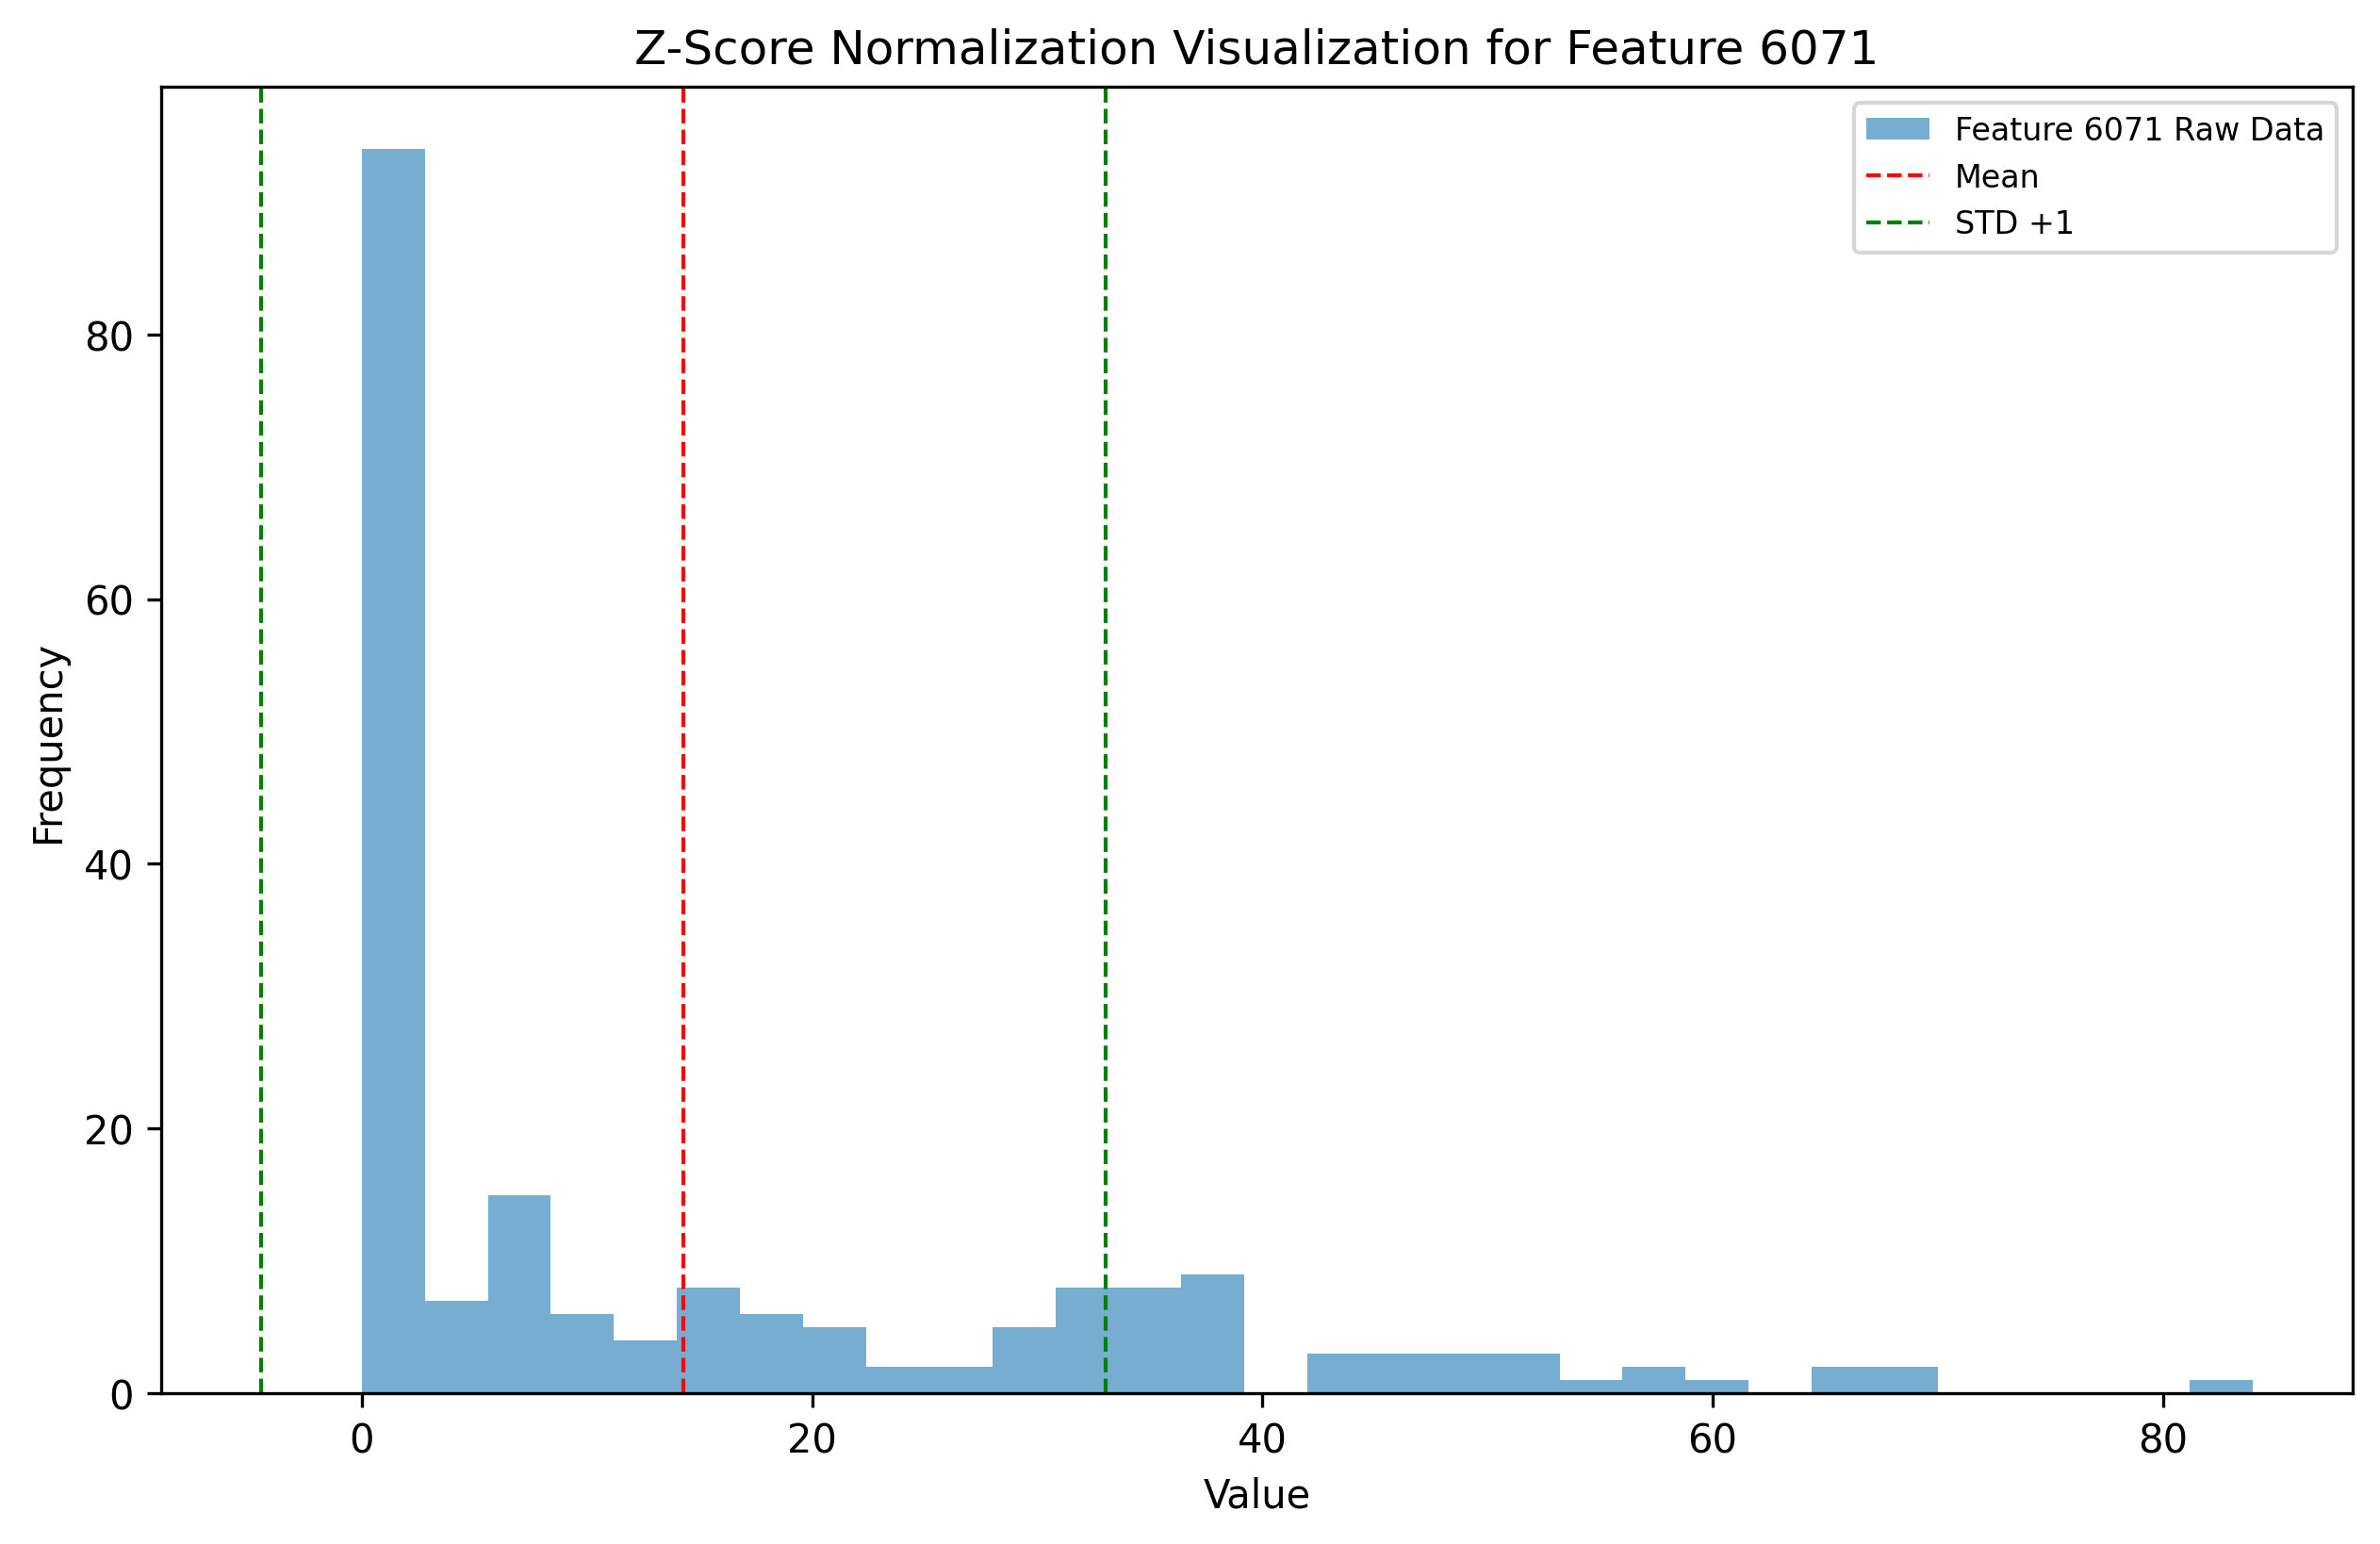 Z-Score Normalization Visualization for Feature 6071
Feature 6071 Raw Data
Mean
STD +1
80
60
40
20
0
Frequency
0 20 40 60 80
Value